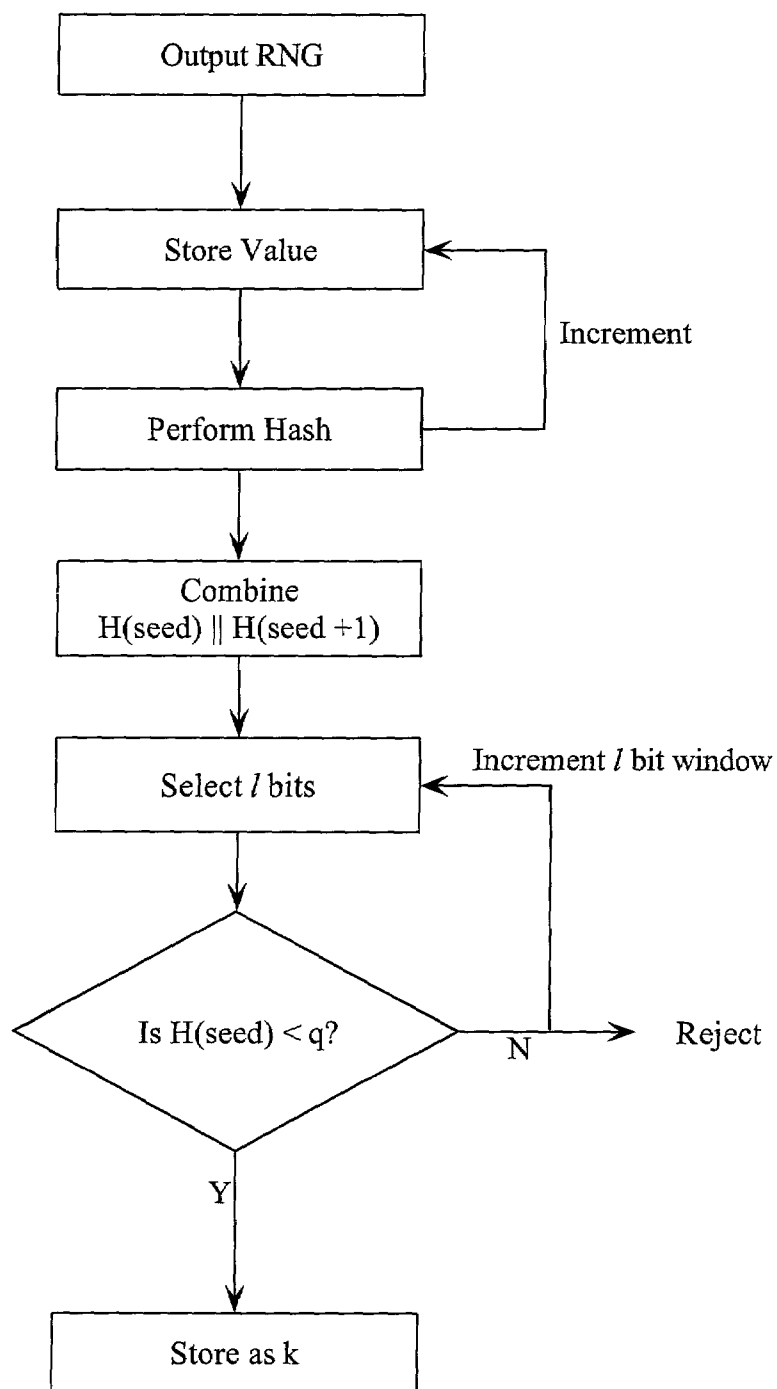 Output RNG
Store Value
Increment
Perform Hash
Combine
H(seed) || H(seed +1)
Increment l bit window
Select l bits
Is H(seed) < q?
N
Reject
Y
Store as k